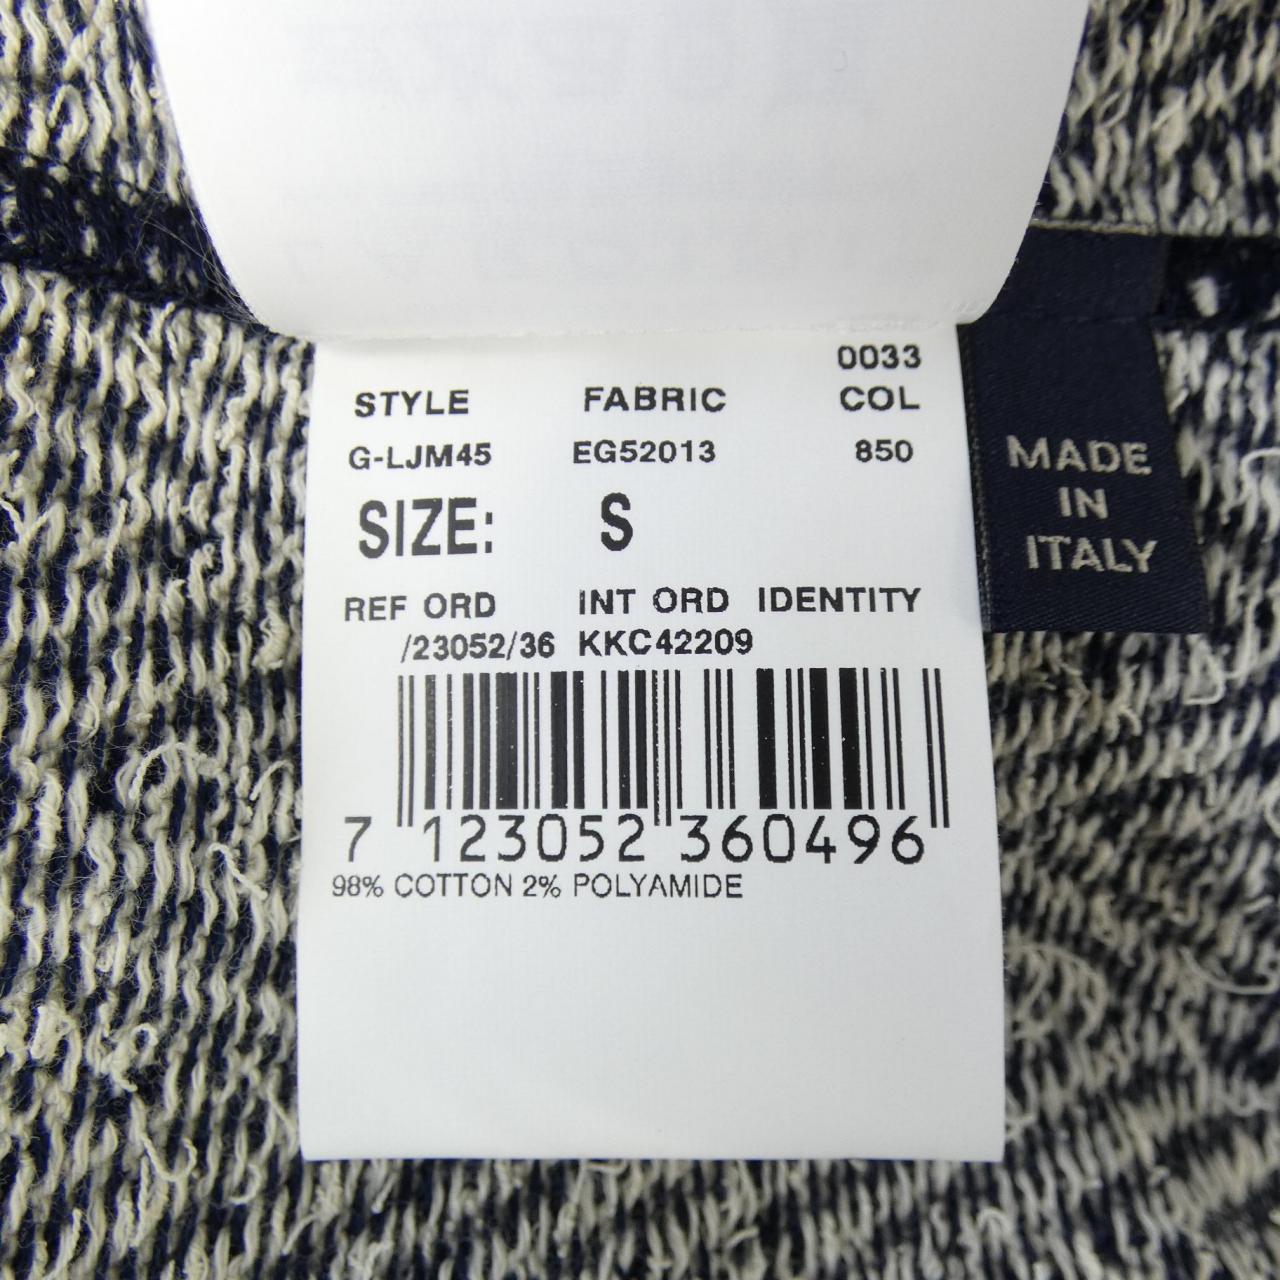 0033
STYLE FABRIC COL
G-LJM45 EG52013 850
SIZE: S
REF ORD INT ORD IDENTITY
/23052/36 KKC42209
7 123052 360496
98% COTTON 2% POLYAMIDE
MADE
IN
ITALY